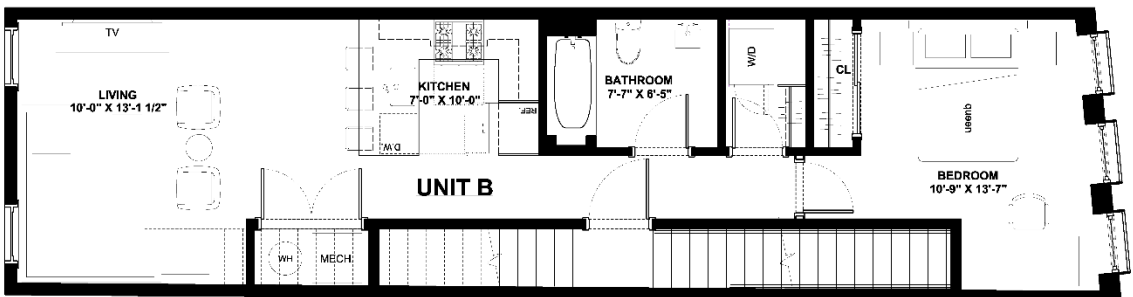 TV
LIVING
10'-0" X 13'-1 1/2"
KITCHEN
7'-0" X 10'-0"
REF.
D.W
BATHROOM
7'-7" X 6'-5"
W/D
CL
queen
BEDROOM
10'-9" X 13'-7"
UNIT B
WH
MECH